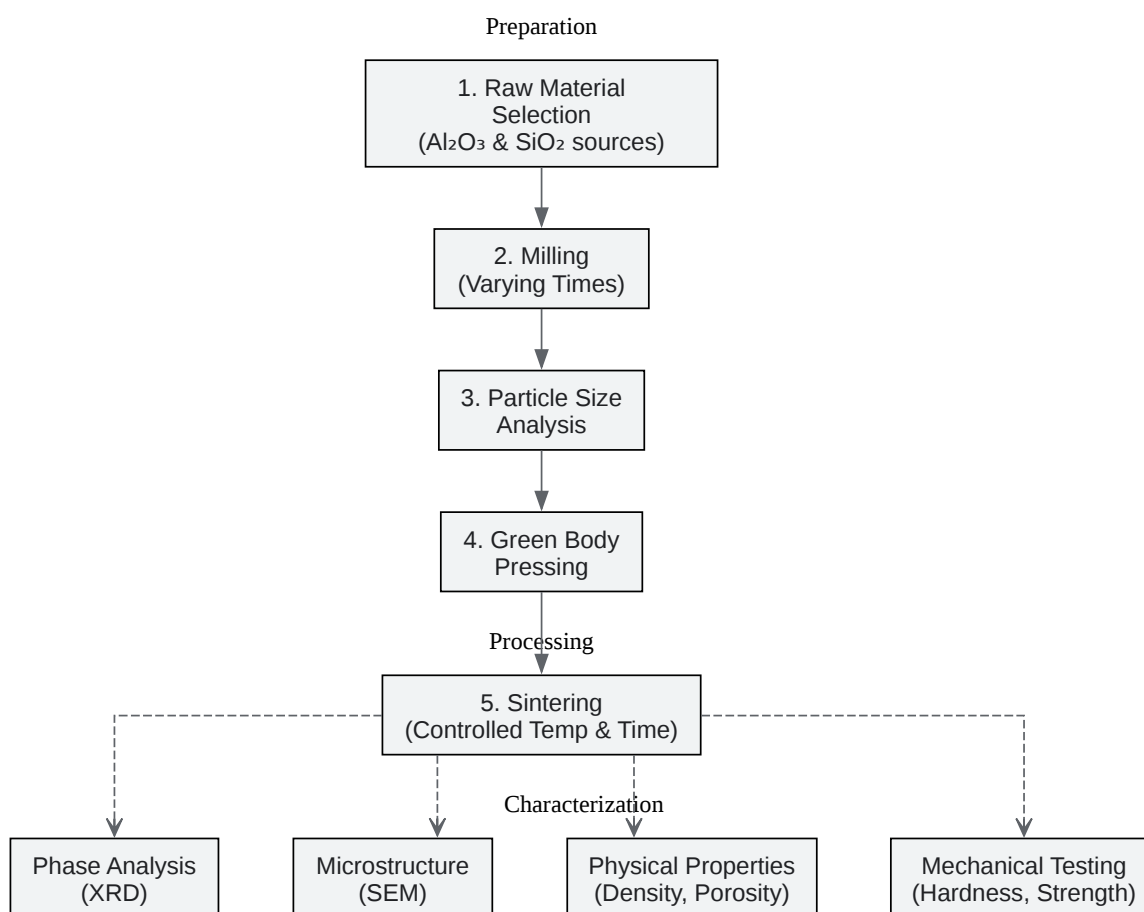 Preparation
1. Raw Material
Selection
(Al₂O₃ & SiO₂ sources)
2. Milling
(Varying Times)
3. Particle Size
Analysis
4. Green Body
Pressing
Processing
5. Sintering
(Controlled Temp & Time)
Characterization
Phase Analysis
(XRD)
Microstructure
(SEM)
Physical Properties
(Density, Porosity)
Mechanical Testing
(Hardness, Strength)